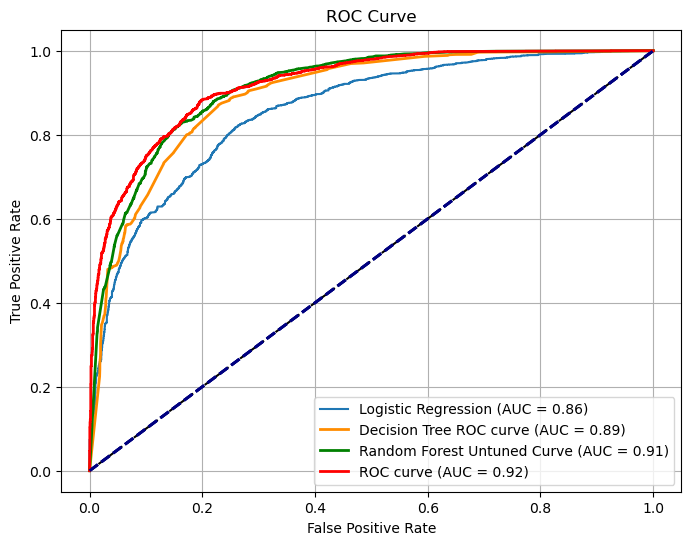 ROC Curve
True Positive Rate
1.0
0.8
0.6
0.4
0.2
0.0
Logistic Regression (AUC = 0.86)
Decision Tree ROC curve (AUC = 0.89)
Random Forest Untuned Curve (AUC = 0.91)
ROC curve (AUC = 0.92)
0.0 0.2 0.4 0.6 0.8 1.0
False Positive Rate